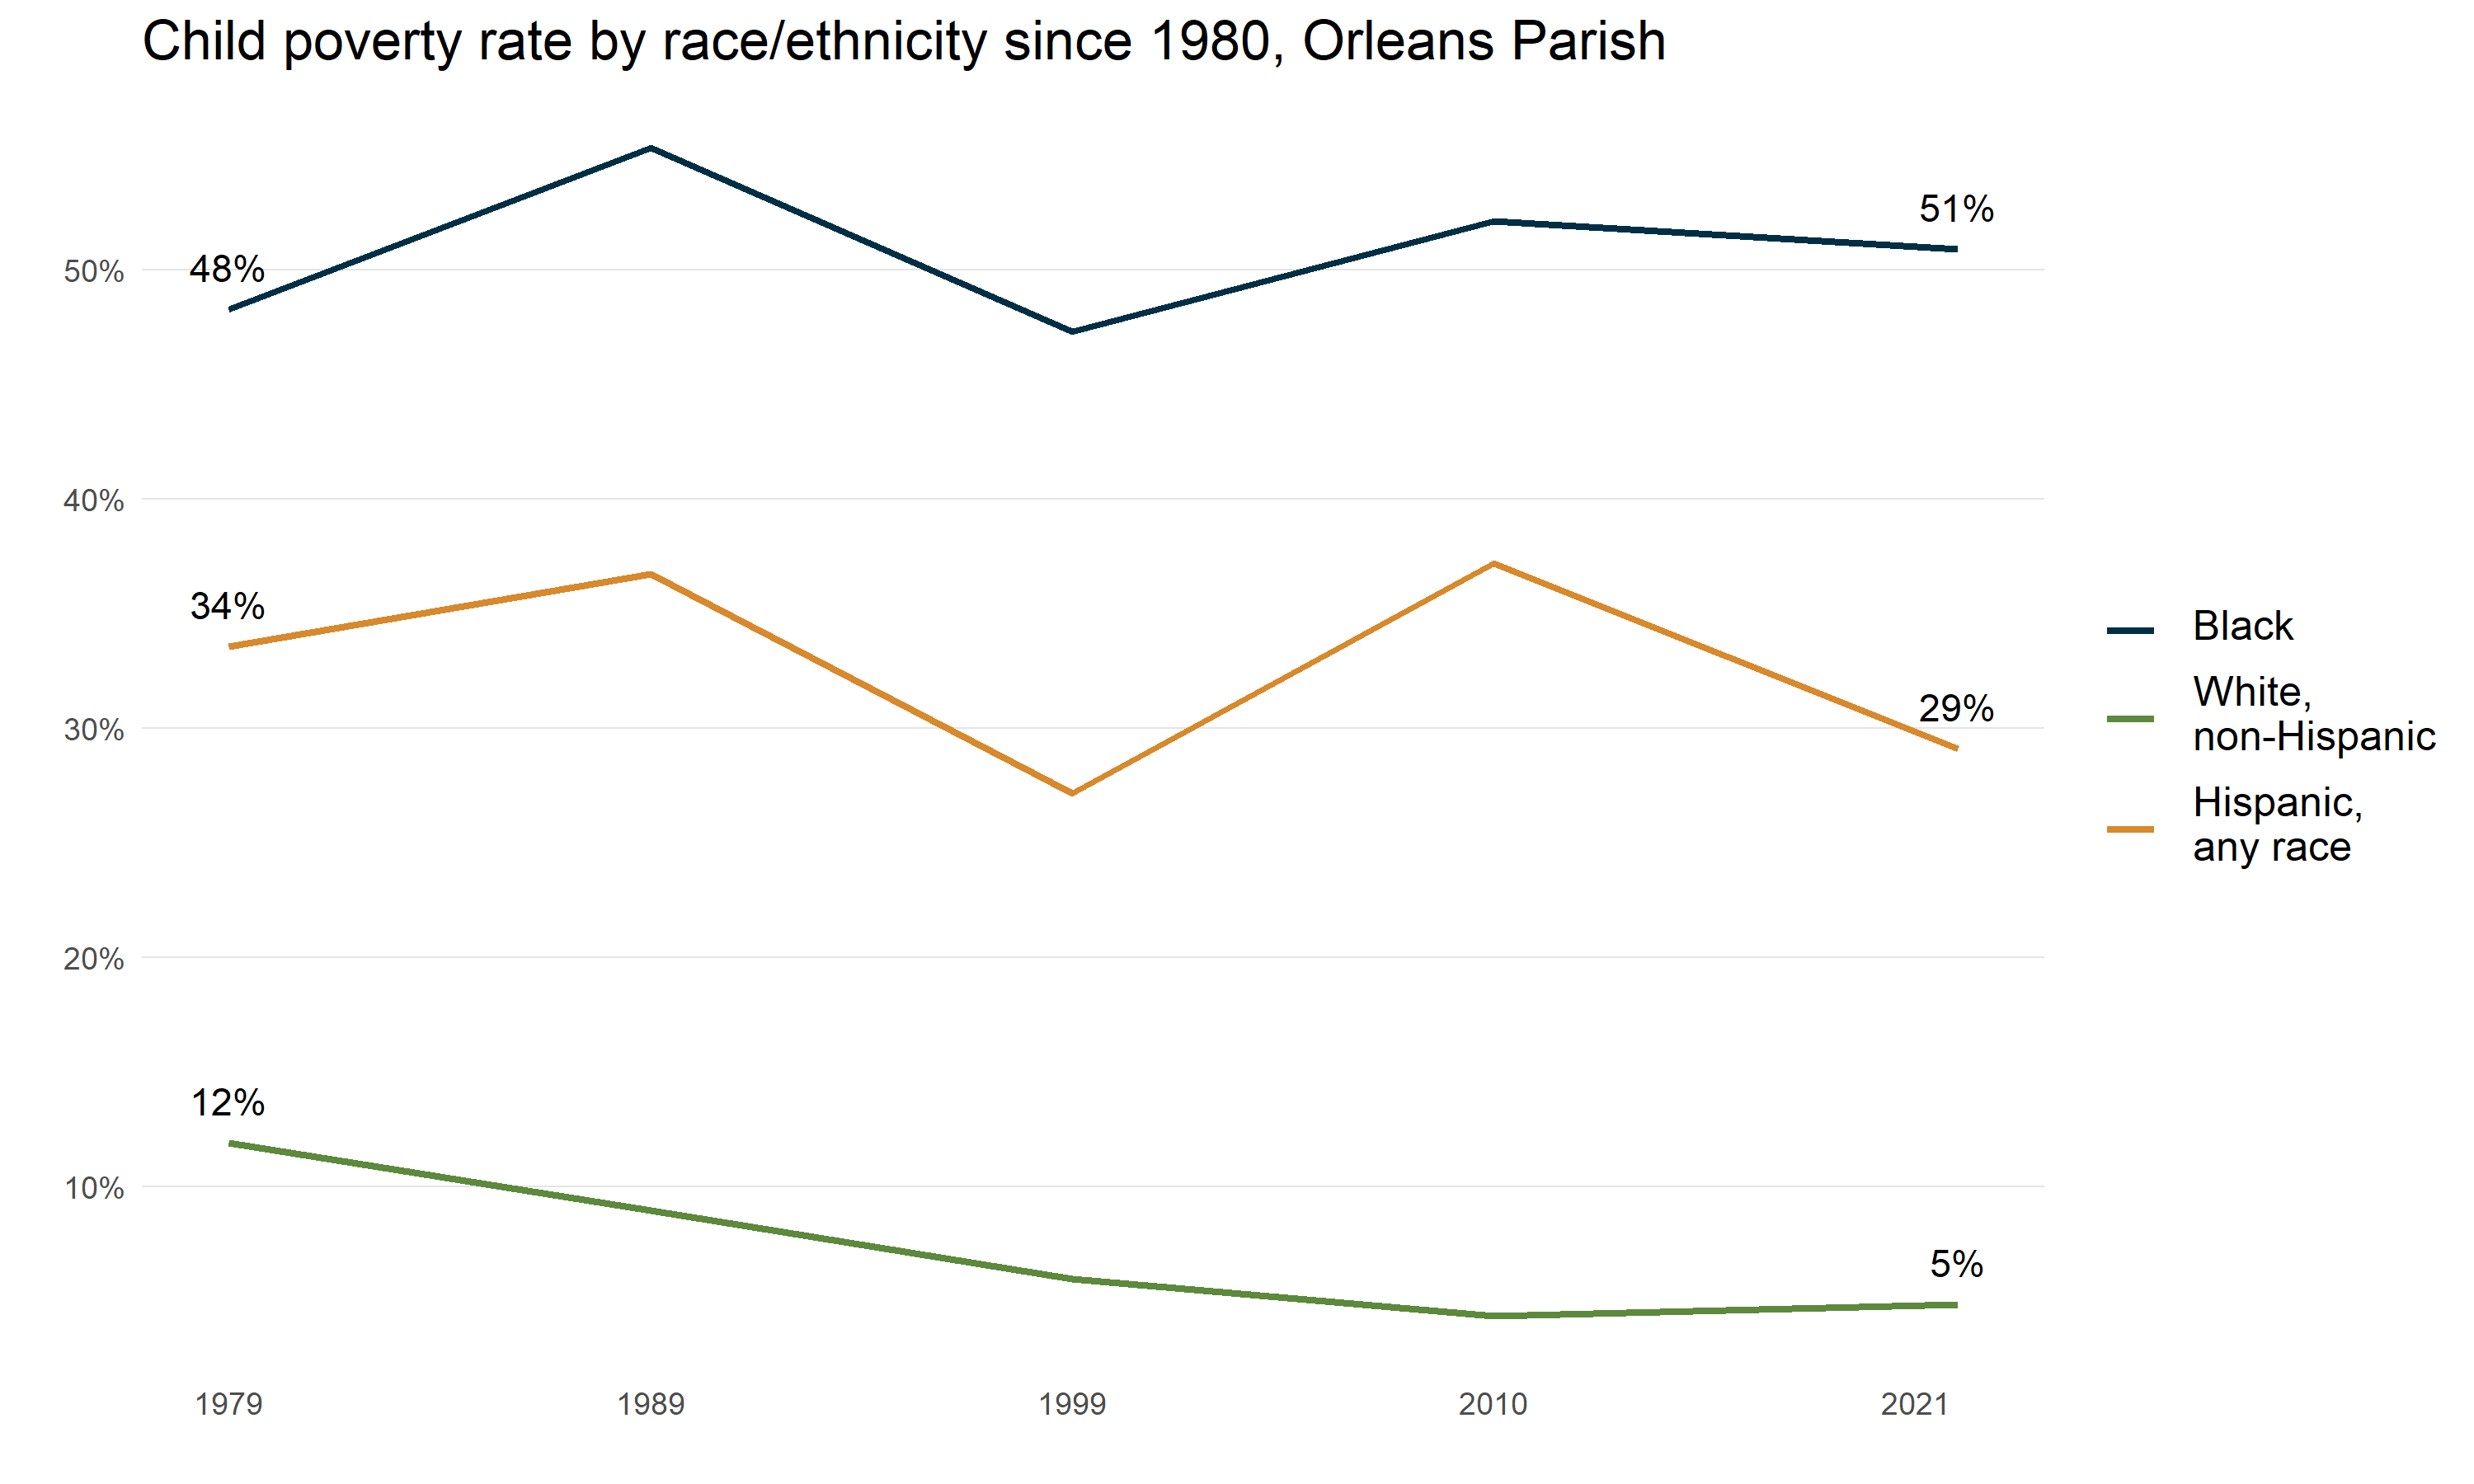 Child poverty rate by race/ethnicity since 1980, Orleans Parish
51%
48%
50%
40%
34%
29%
30%
20%
12%
10%
5%
1979 1989 1999 2010 2021
Black
White,
non-Hispanic
Hispanic,
any race